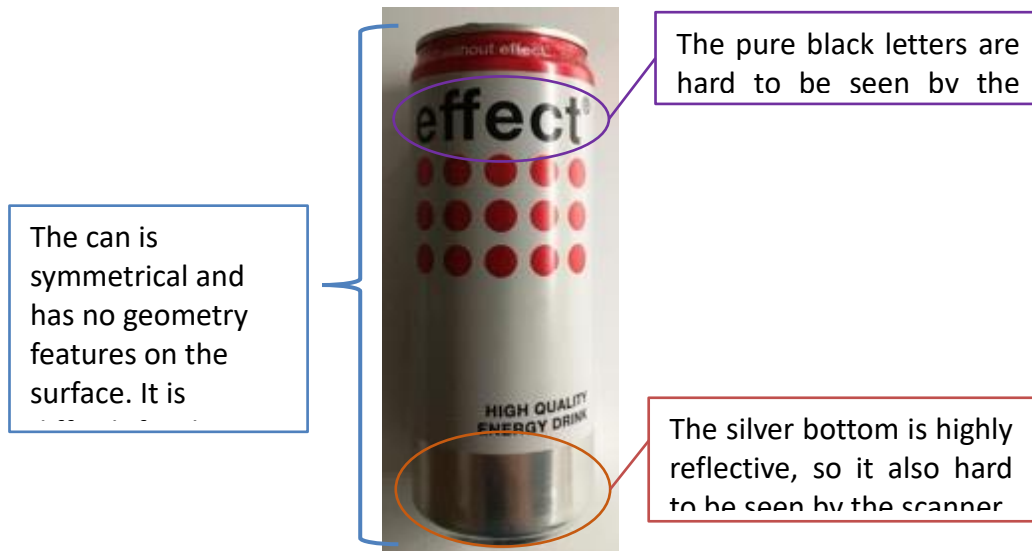 without effect.
effect®
HIGH QUALITY
ENERGY DRINK
The can is
symmetrical and
has no geometry
features on the
surface. It is
The pure black letters are
hard to be seen by the
The silver bottom is highly
reflective, so it also hard
to be seen by the scanner